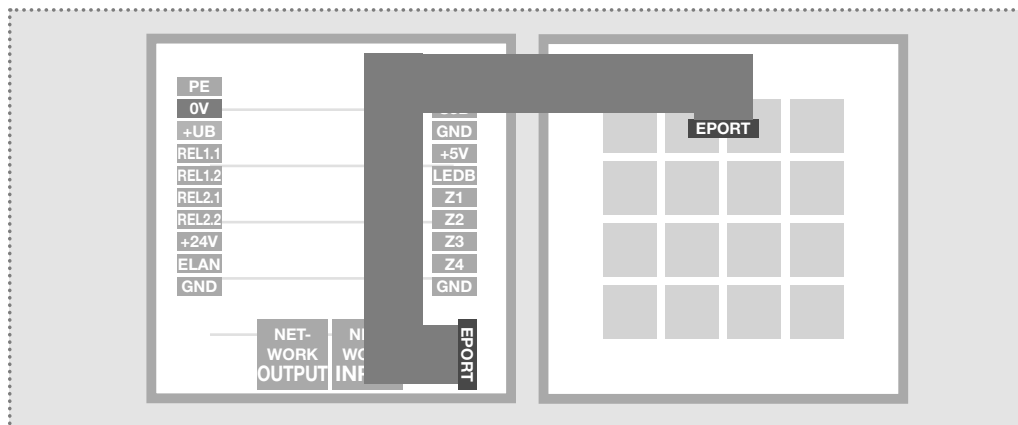 PE
0V
+UB
REL1.1
REL1.2
REL2.1
REL2.2
+24V
ELAN
GND
GND
+5V
LEDB
Z1
Z2
Z3
Z4
GND
NET-
WORK
OUTPUT
EPORT
EPORT